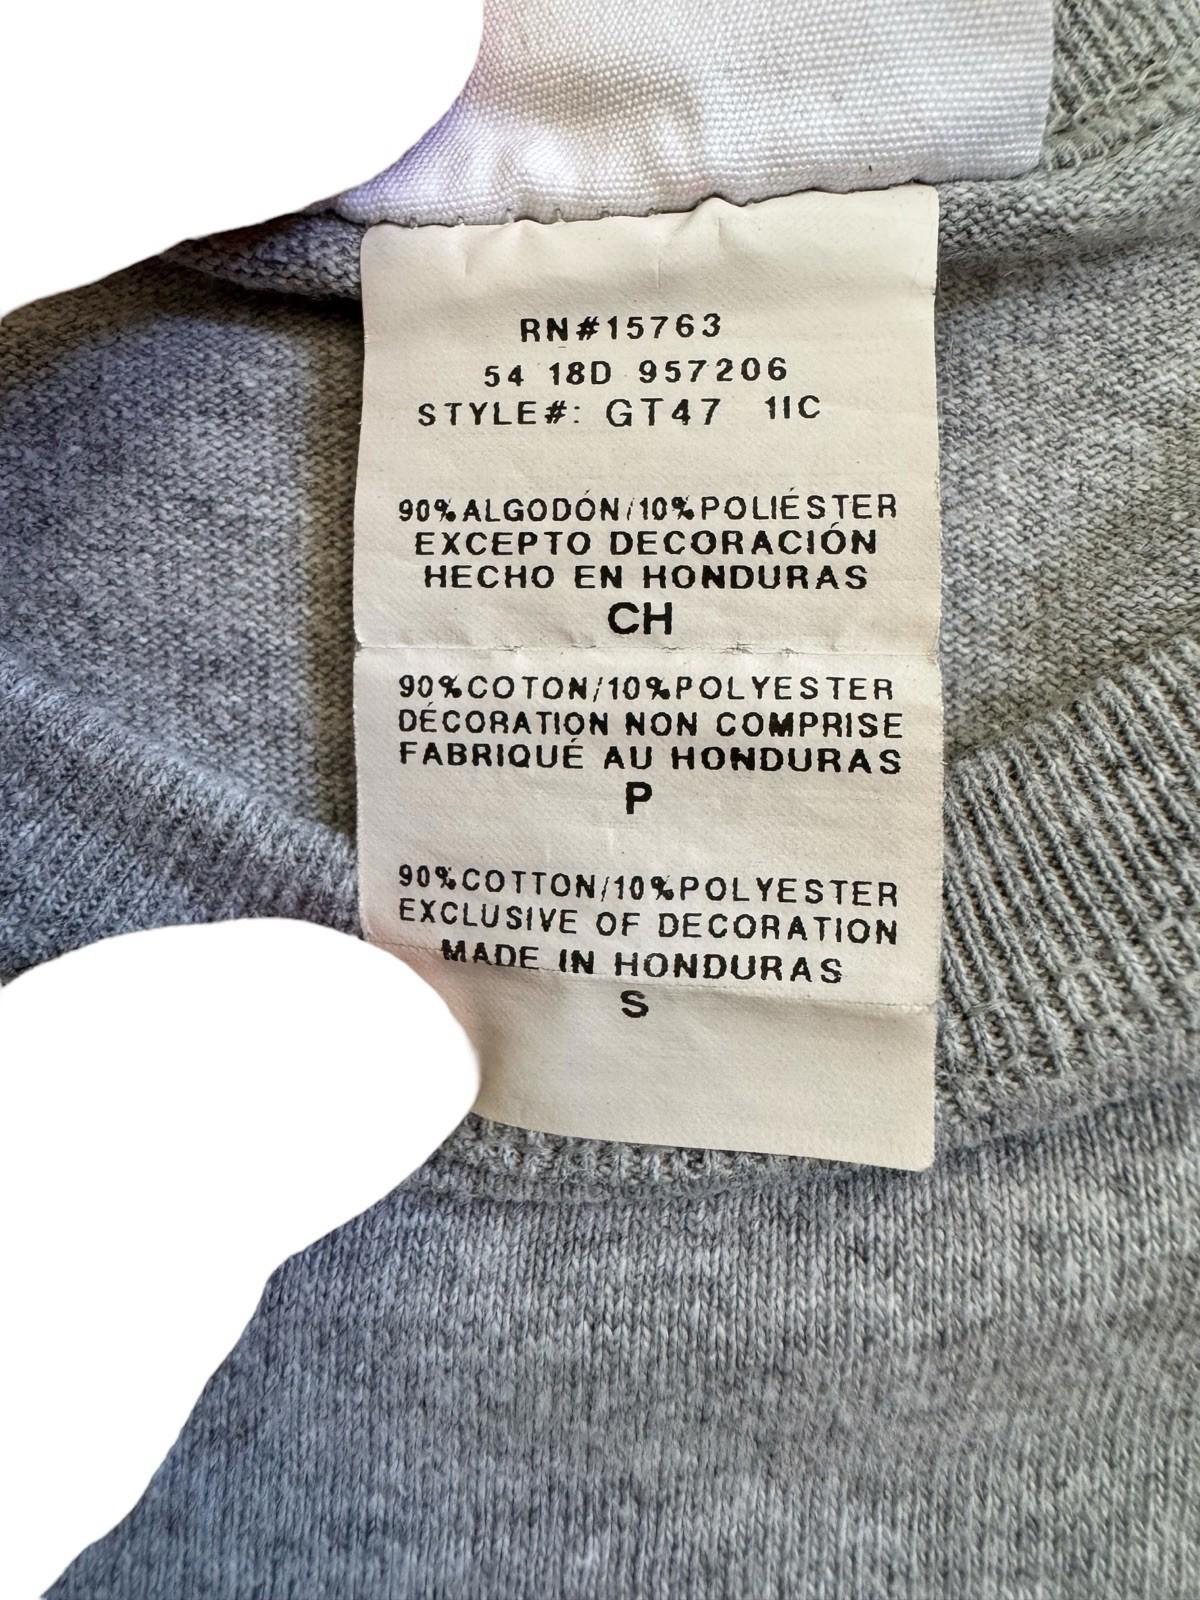 RN#15763
54 18D 957206
STYLE#: GT47 11C
90%ALGODÓN/10%POLIÉSTER
EXCEPTO DECORACIÓN
HECHO EN HONDURAS
CH
90%COTON/10%POLYESTER
DÉCORATION NON COMPRISE
FABRIQUÉ AU HONDURAS
P
90%COTTON/10%POLYESTER
EXCLUSIVE OF DECORATION
MADE IN HONDURAS
S